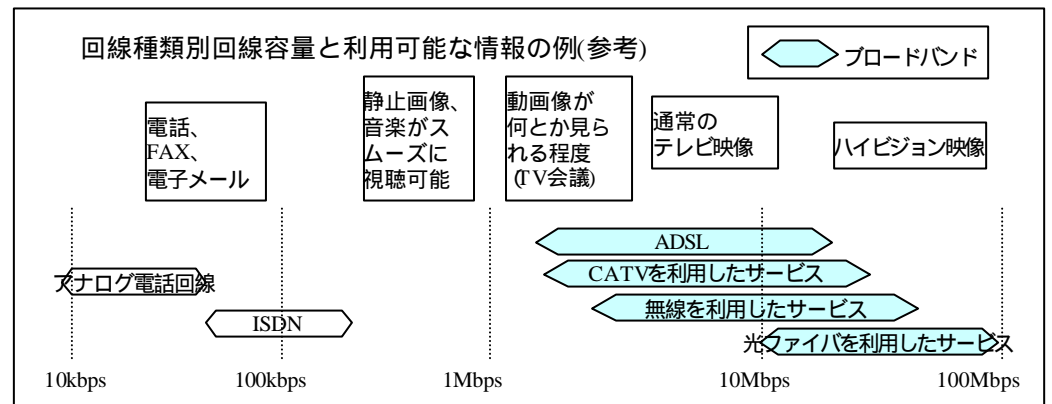 回線種類別回線容量と利用可能な情報の例(参考)
ブロードバンド
電話、
FAX、
電子メール
静止画像、
音楽がス
ムーズに
視聴可能
動画像が
何とか見ら
れる程度
(TV会議)
通常の
テレビ映像
ハイビジョン映像
ADSL
CATVを利用したサービス
アナログ電話回線
無線を利用したサービス
ISDN
光ファイバを利用したサービス
10kbps
100kbps
1Mbps
10Mbps
100Mbps